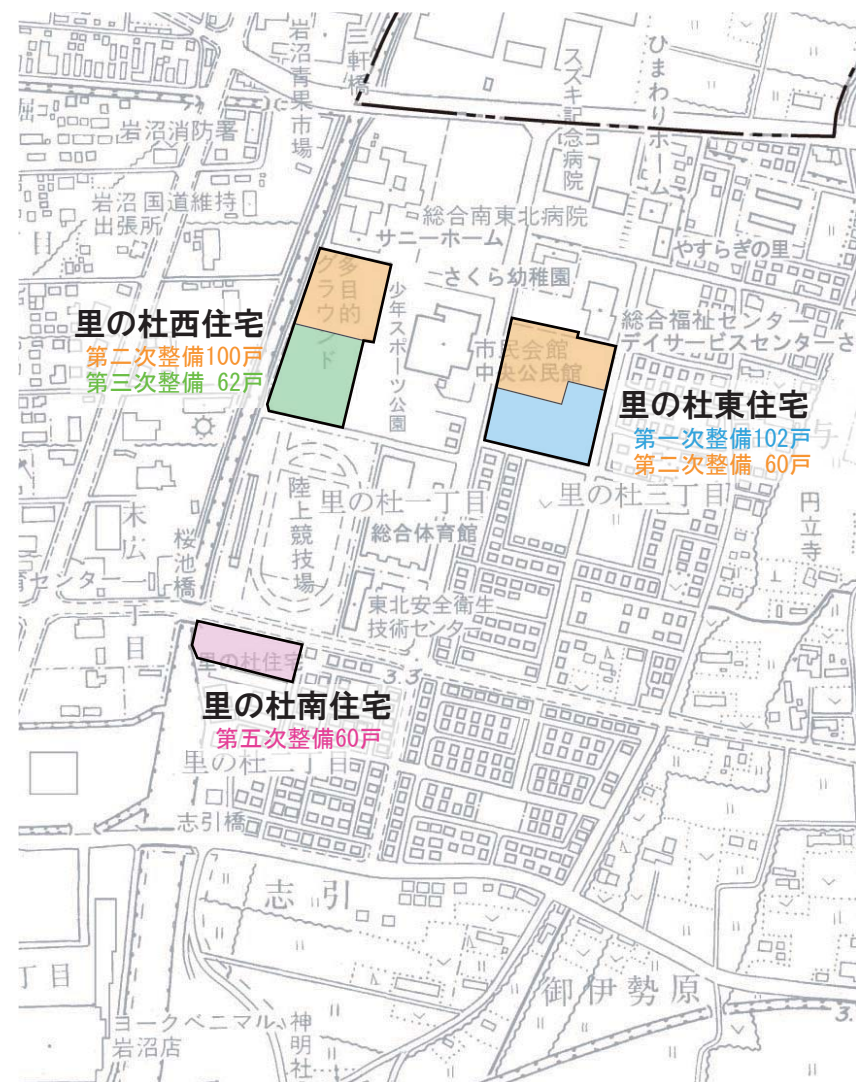 岩沼青果市場
三軒橋
スズキ記念病院
ひまわりホーム
岩沼消防署
岩沼国道維持
出張所
総合南東北病院
サニーホーム
さくら幼稚園
やすらぎの里
多目的
グラウンド
少年スポーツ公園
市民会館
中央公民館
総合福祉センター
デイサービスセンターさ
里の杜西住宅
第二次整備100戸
第三次整備 62戸
里の杜東住宅
第一次整備102戸
第二次整備 60戸
与
目
陸上競技場
里の杜一丁目
里の杜三丁目
総合体育館
円立寺
末広
桜池橋
育センター
東北安全衛生
技術センター
丁目
里の杜住宅
3.3
里の杜南住宅
第五次整備60戸
里の杜二丁目
志引橋
志引
丁目
御伊勢原
3.
ヨークベニマル
岩沼店
神明社